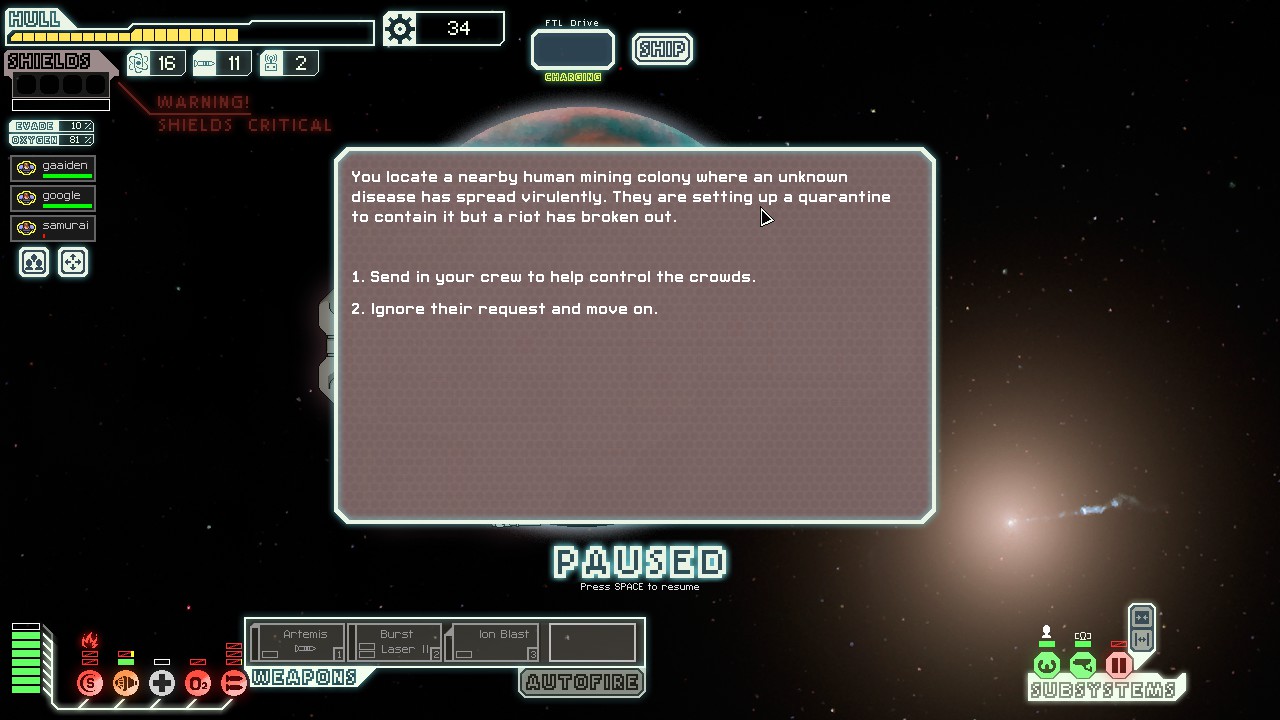 HULL
34
FTL Drive
SHIP
CHARGING
SHIELDS
16
11
2
WARNING!
SHIELDS CRITICAL
EVADE 10%
OXYGEN 81%
gaaiden
google
samurai
You locate a nearby human mining colony where an unknown
disease has spread virulently. They are setting up a quarantine
to contain it but a riot has broken out.
1. Send in your crew to help control the crowds.
2. Ignore their request and move on.
PAUSED
Press SPACE to resume
Artemis
1
Burst
Laser II
2
Ion Blast
3
S
O2
WEAPONS
AUTOFIRE
SUBSYSTEMS